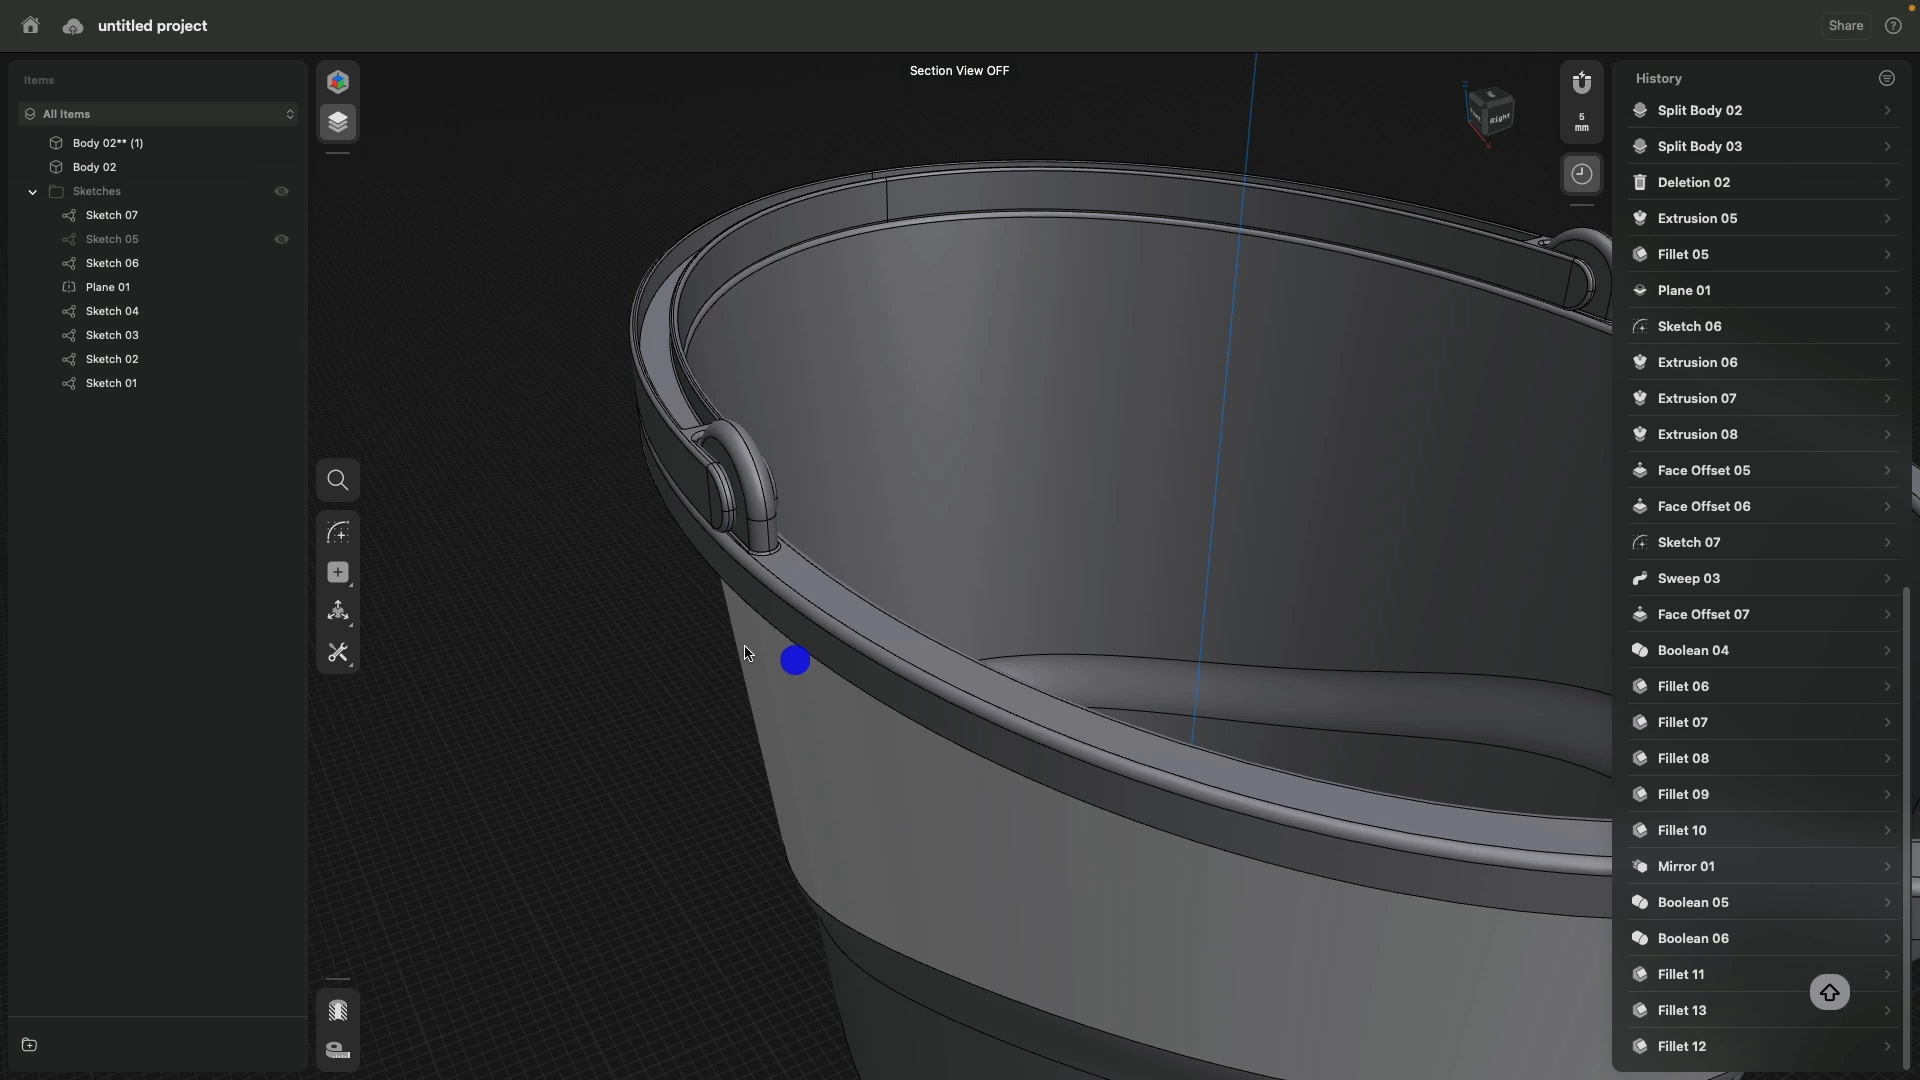 untitled project
Share
?
Items
All Items
Body 02** (1)
Body 02
Sketches
Sketch 07
Sketch 05
Sketch 06
Plane 01
Sketch 04
Sketch 03
Sketch 02
Sketch 01
Section View OFF
Z
Right
X
5
mm
History
Split Body 02
Split Body 03
Deletion 02
Extrusion 05
Fillet 05
Plane 01
Sketch 06
Extrusion 06
Extrusion 07
Extrusion 08
Face Offset 05
Face Offset 06
Sketch 07
Sweep 03
Face Offset 07
Boolean 04
Fillet 06
Fillet 07
Fillet 08
Fillet 09
Fillet 10
Mirror 01
Boolean 05
Boolean 06
Fillet 11
Fillet 13
Fillet 12